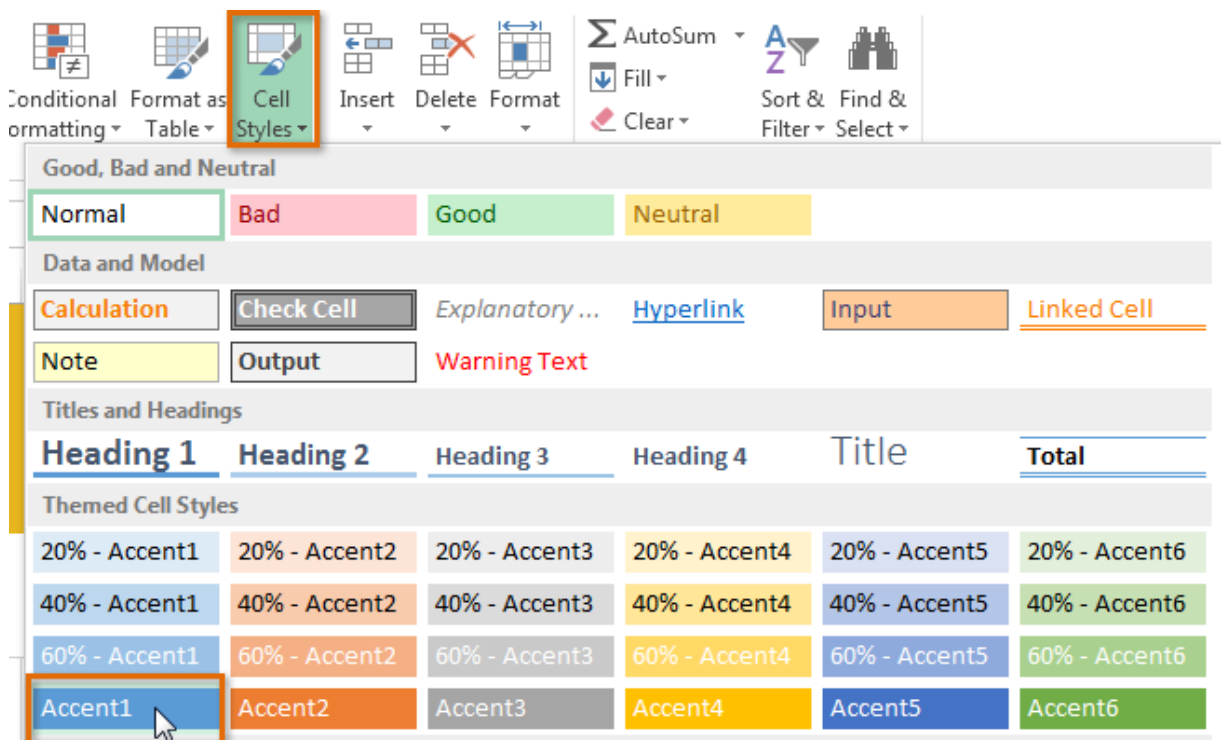 AutoSum
Fill
Conditional Format as Cell Insert Delete Format Sort & Find &
ormatting Table Styles Clear Filter Select
Good, Bad and Neutral
Normal Bad Good Neutral
Data and Model
Calculation Check Cell Explanatory ... Hyperlink Input Linked Cell
Note Output Warning Text
Titles and Headings
Heading 1 Heading 2 Heading 3 Heading 4 Title Total
Themed Cell Styles
20% - Accent1 20% - Accent2 20% - Accent3 20% - Accent4 20% - Accent5 20% - Accent6
40% - Accent1 40% - Accent2 40% - Accent3 40% - Accent4 40% - Accent5 40% - Accent6
60% - Accent1 60% - Accent2 60% - Accent3 60% - Accent4 60% - Accent5 60% - Accent6
Accent1 Accent2 Accent3 Accent4 Accent5 Accent6